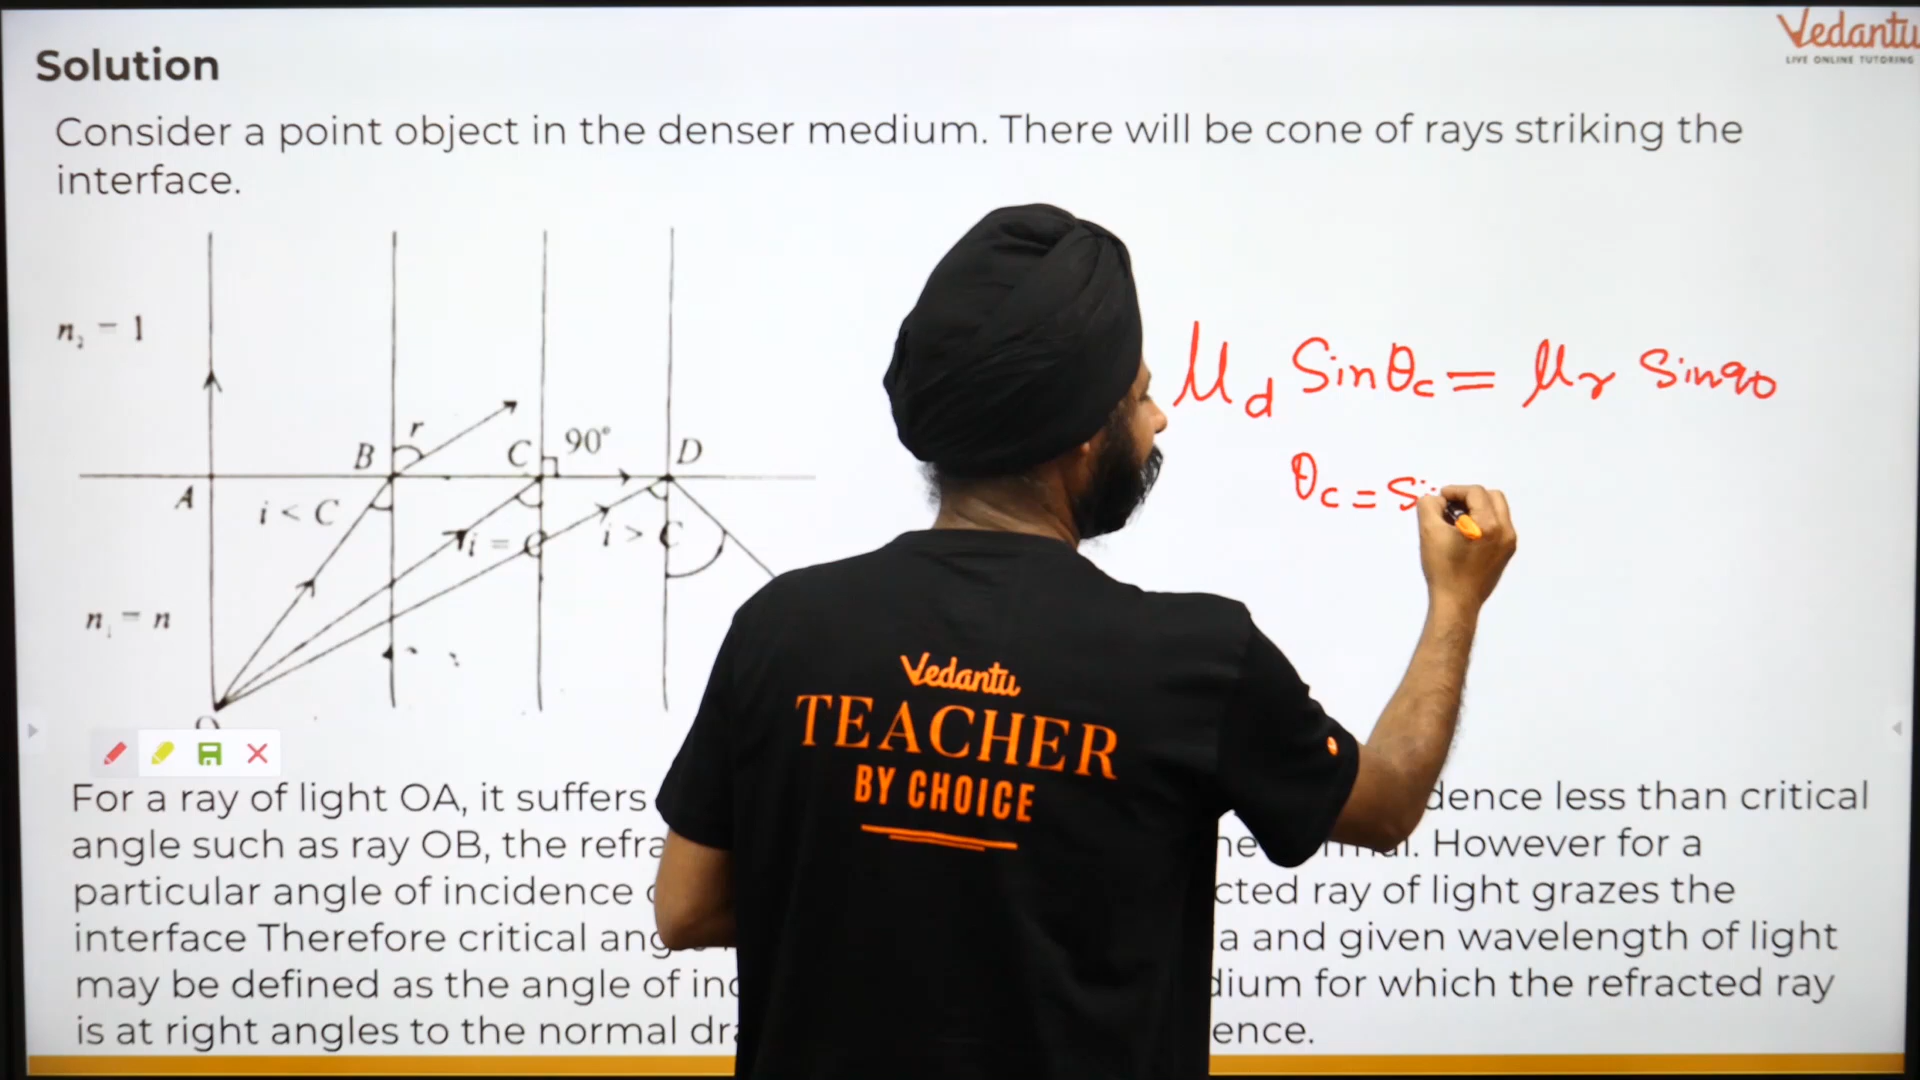 Vedantu
LIVE ONLINE TUTORING
Solution
Consider a point object in the denser medium. There will be cone of rays striking the
interface.
n₂ = 1
r
B
C
90°
D
A
i < C
i = C
i > C
n₁ = n
μd Sinθc = μr Sin90
θc = Si
Vedantu
TEACHER
BY CHOICE
For a ray of light OA, it suffers dence less than critical
angle such as ray OB, the refra However for a
particular angle of incidence cted ray of light grazes the
interface Therefore critical ang a and given wavelength of light
may be defined as the angle of inc dium for which the refracted ray
is at right angles to the normal dra ence.